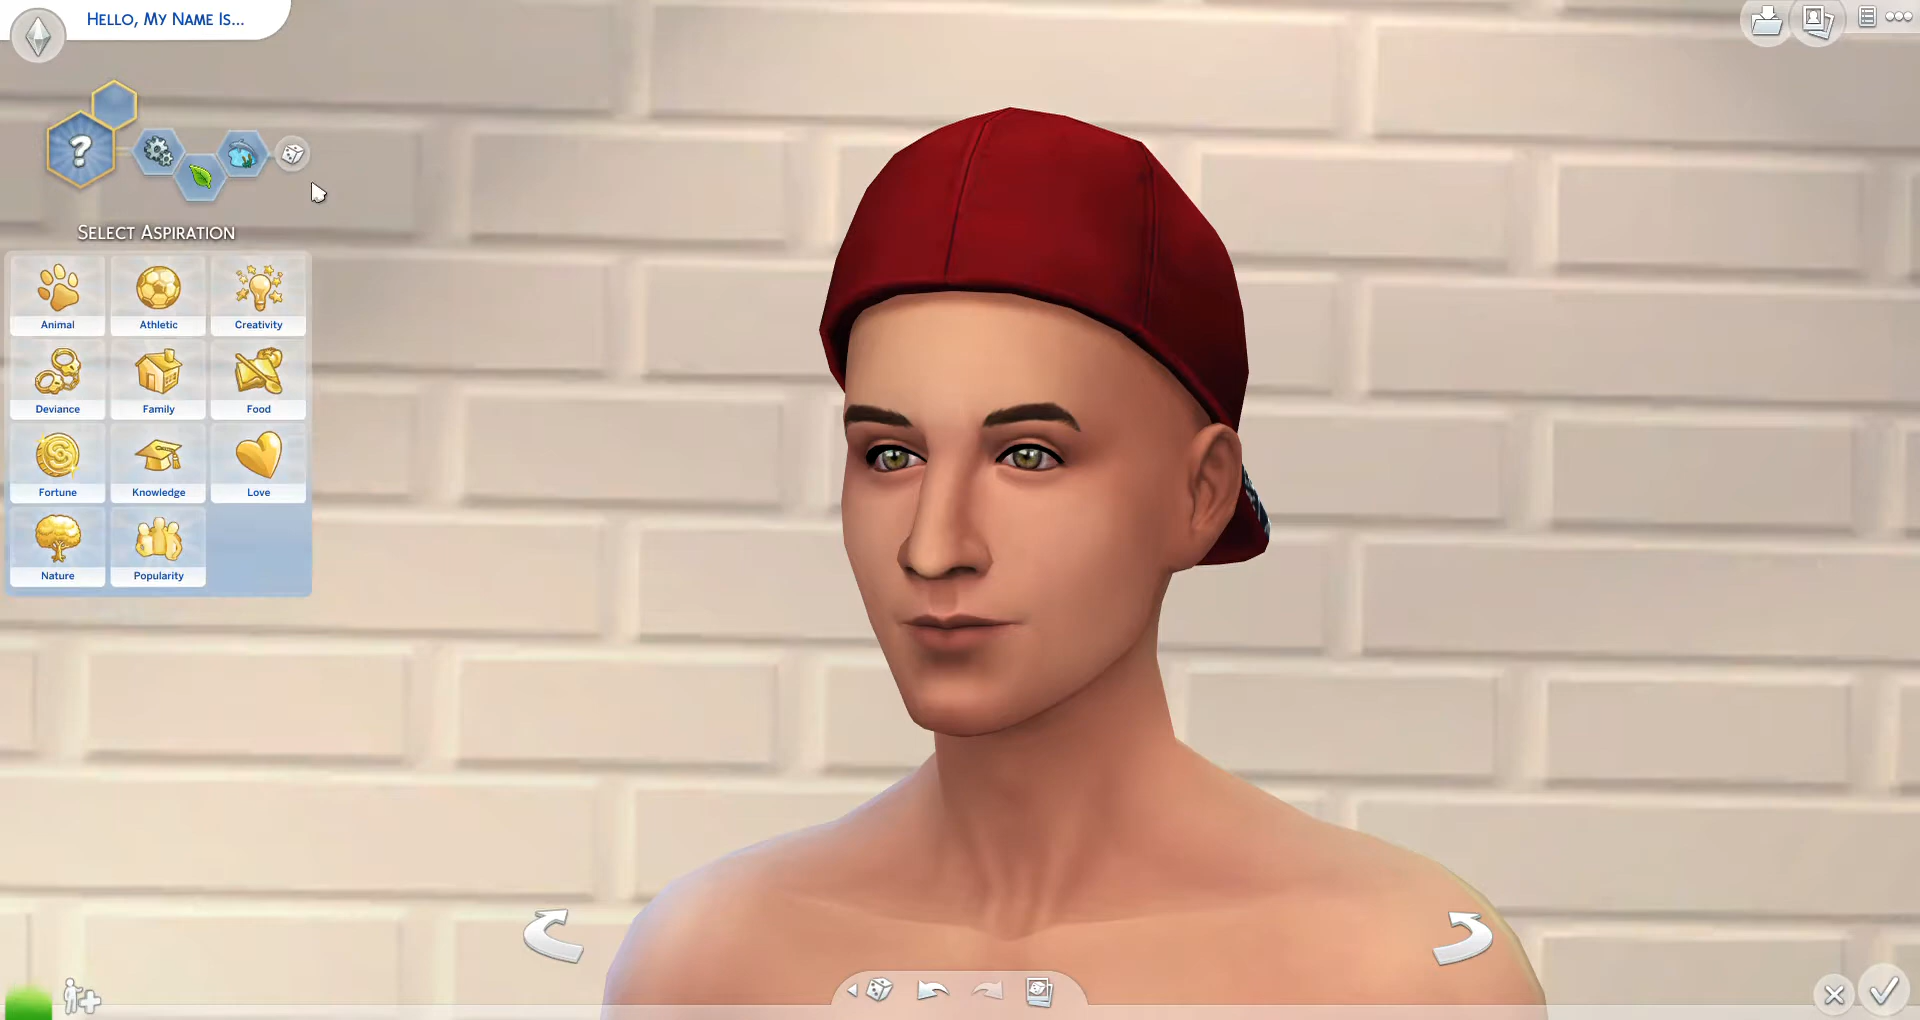 Hello, My Name Is...
Select Aspiration
Animal
Athletic
Creativity
Deviance
Family
Food
Fortune
Knowledge
Love
Nature
Popularity